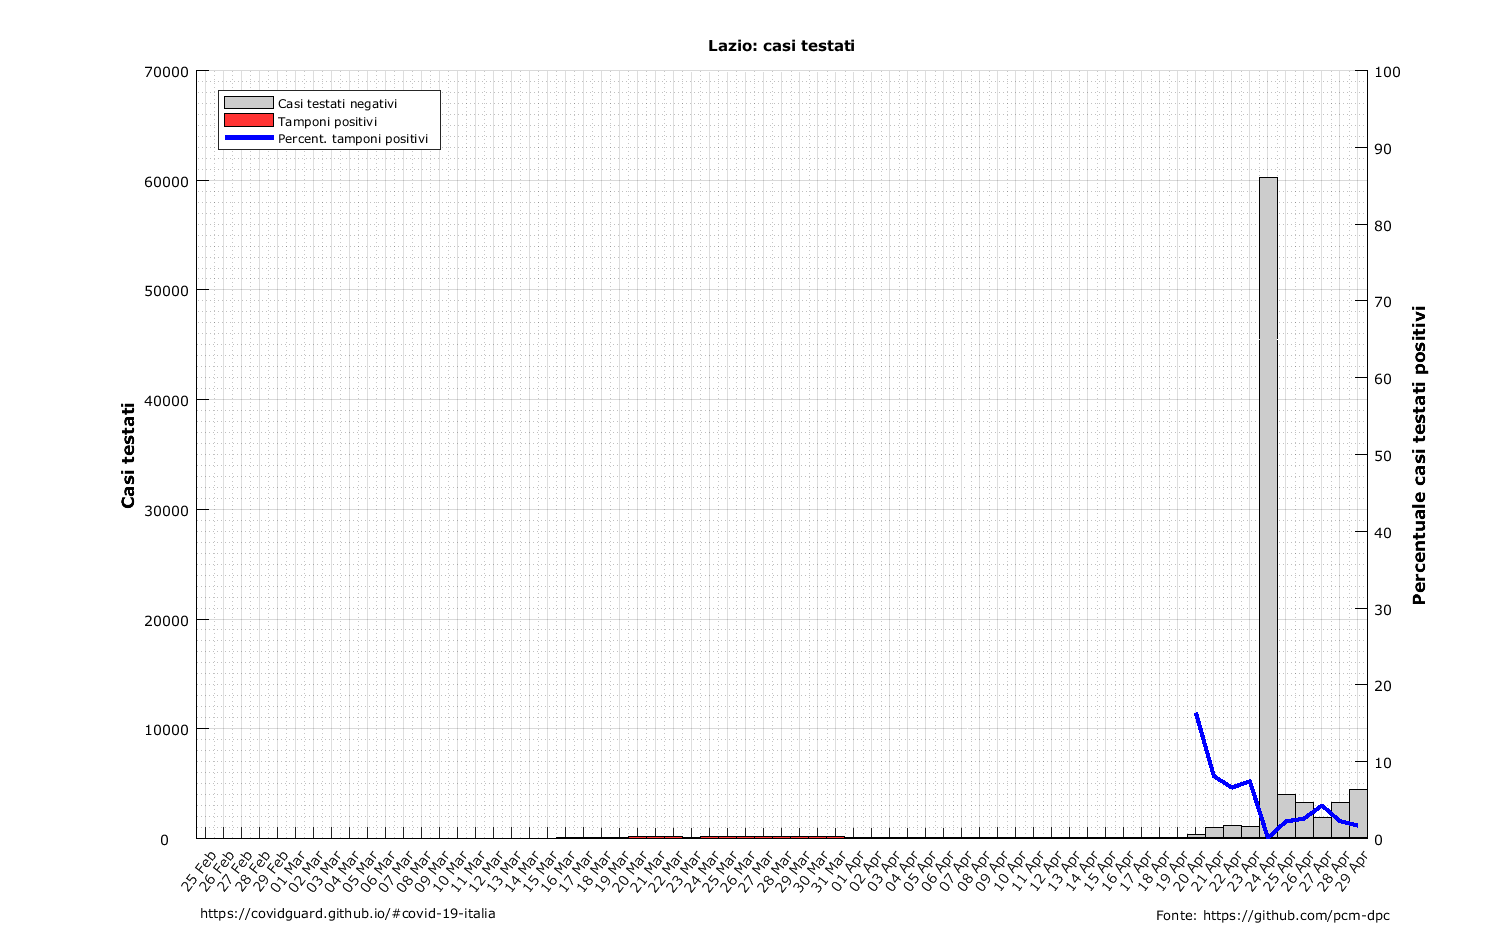 Lazio: casi testati
Casi testati negativi
Tamponi positivi
Percent. tamponi positivi
70000
60000
50000
40000
30000
20000
10000
0
Casi testati
100
90
80
70
60
50
40
30
20
10
0
Percentuale casi testati positivi
25 Feb
26 Feb
27 Feb
28 Feb
29 Feb
01 Mar
02 Mar
03 Mar
04 Mar
05 Mar
06 Mar
07 Mar
08 Mar
09 Mar
10 Mar
11 Mar
12 Mar
13 Mar
14 Mar
15 Mar
16 Mar
17 Mar
18 Mar
19 Mar
20 Mar
21 Mar
22 Mar
23 Mar
24 Mar
25 Mar
26 Mar
27 Mar
28 Mar
29 Mar
30 Mar
31 Mar
01 Apr
02 Apr
03 Apr
04 Apr
05 Apr
06 Apr
07 Apr
08 Apr
09 Apr
10 Apr
11 Apr
12 Apr
13 Apr
14 Apr
15 Apr
16 Apr
17 Apr
18 Apr
19 Apr
20 Apr
21 Apr
22 Apr
23 Apr
24 Apr
25 Apr
26 Apr
27 Apr
28 Apr
29 Apr
https://covidguard.github.io/#covid-19-italia
Fonte: https://github.com/pcm-dpc